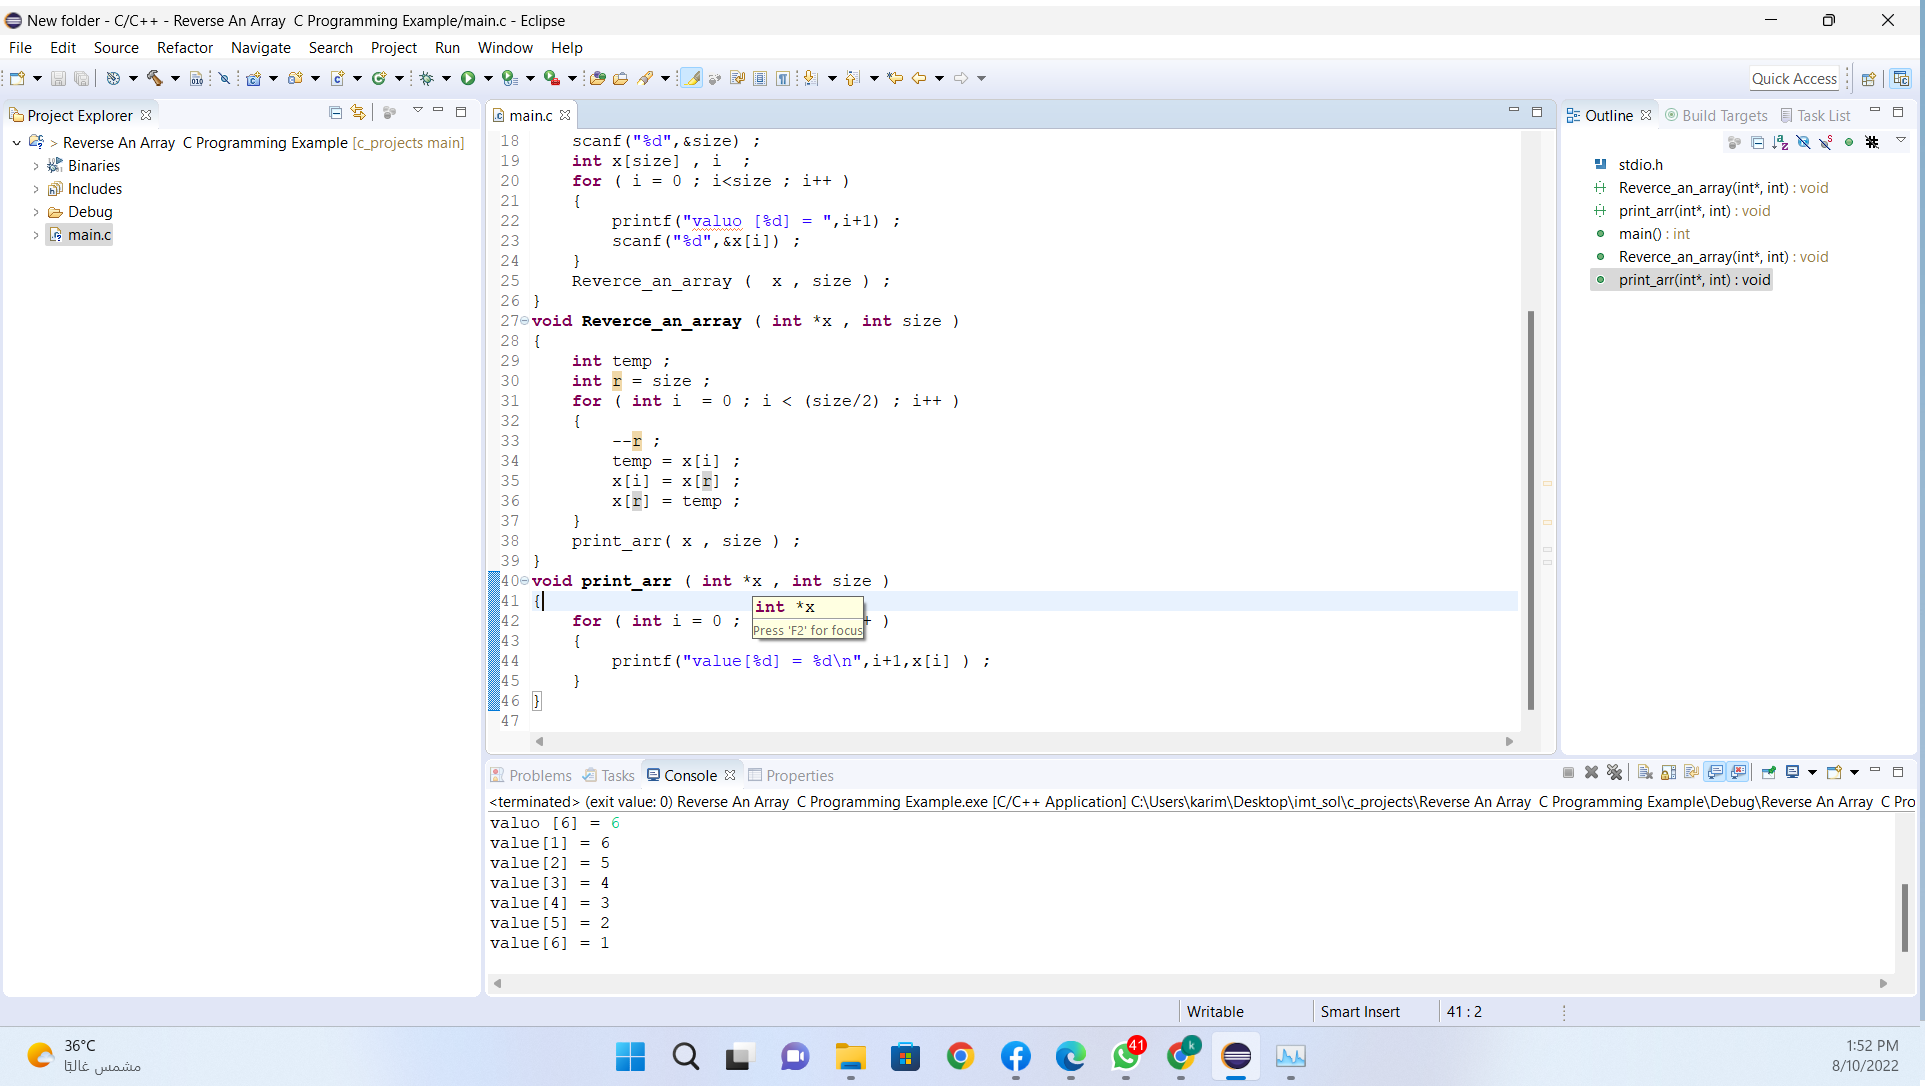 New folder - C/C++ - Reverse An Array  C Programming Example/main.c - Eclipse
File Edit Source Refactor Navigate Search Project Run Window Help
Quick Access
Project Explorer
> Reverse An Array  C Programming Example [c_projects main]
Binaries
Includes
Debug
main.c
main.c
18     scanf("%d",&size) ;
19     int x[size] , i  ;
20     for ( i = 0 ; i<size ; i++ )
21     {
22         printf("valuo [%d] = ",i+1) ;
23         scanf("%d",&x[i]) ;
24     }
25     Reverce_an_array (  x , size ) ;
26 }
27 void Reverce_an_array ( int *x , int size )
28 {
29     int temp ;
30     int r = size ;
31     for ( int i  = 0 ; i < (size/2) ; i++ )
32     {
33         --r ;
34         temp = x[i] ;
35         x[i] = x[r] ;
36         x[r] = temp ;
37     }
38     print_arr( x , size ) ;
39 }
40 void print_arr ( int *x , int size )
41 {
42     for ( int i = 0 ; + )
43     {
44         printf("value[%d] = %d\n",i+1,x[i] ) ;
45     }
46 }
47
int *x
Press 'F2' for focus
Outline Build Targets Task List
stdio.h
Reverce_an_array(int*, int) : void
print_arr(int*, int) : void
main() : int
Reverce_an_array(int*, int) : void
print_arr(int*, int) : void
Problems Tasks Console Properties
<terminated> (exit value: 0) Reverse An Array  C Programming Example.exe [C/C++ Application] C:\Users\karim\Desktop\imt_sol\c_projects\Reverse An Array  C Programming Example\Debug\Reverse An Array  C Pro
valuo [6] = 6
value[1] = 6
value[2] = 5
value[3] = 4
value[4] = 3
value[5] = 2
value[6] = 1
Writable
Smart Insert
41 : 2
36°C
مشمس غالبًا
41
k
1:52 PM
8/10/2022